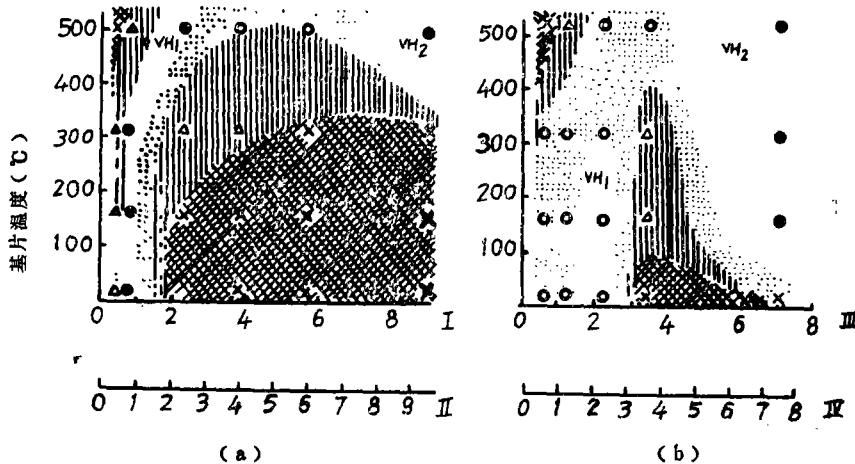 500
400
300
200
100
0 2 4 6 8 I
基片温度(℃)
VH₁
VH₂
0 1 2 3 4 5 6 7 8 9 II
(a)
500
400
300
200
100
0 2 4 6 8 III
VH₁
VH₂
0 1 2 3 4 5 6 7 8 IV
(b)